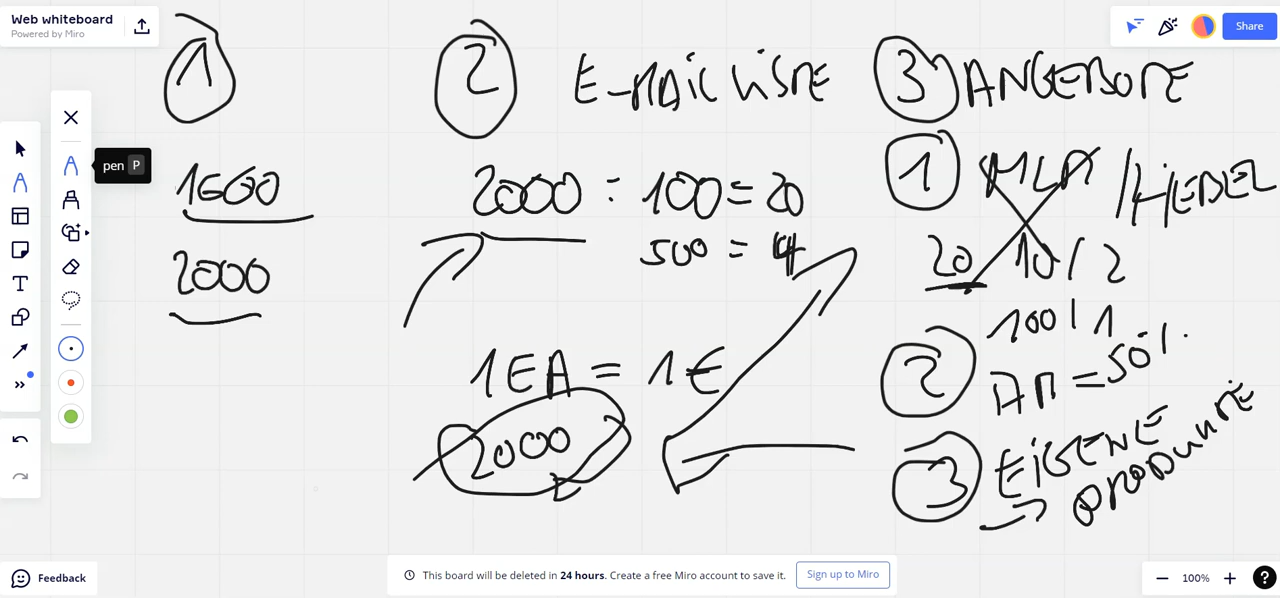 Web whiteboard
Powered by Miro
Share
pen P
1
1600
2000
2 E-MAIL LISTE
2000 : 100 = 20
500 = 4
1 EA = 1 €
2000
3 ANGEBOTE
1 MLM / HEBEL
20 10 / 2
100 / 1
2 AM = 50%
3 EIGENE
PRODUKTE
Feedback
This board will be deleted in 24 hours. Create a free Miro account to save it.
Sign up to Miro
100%
?